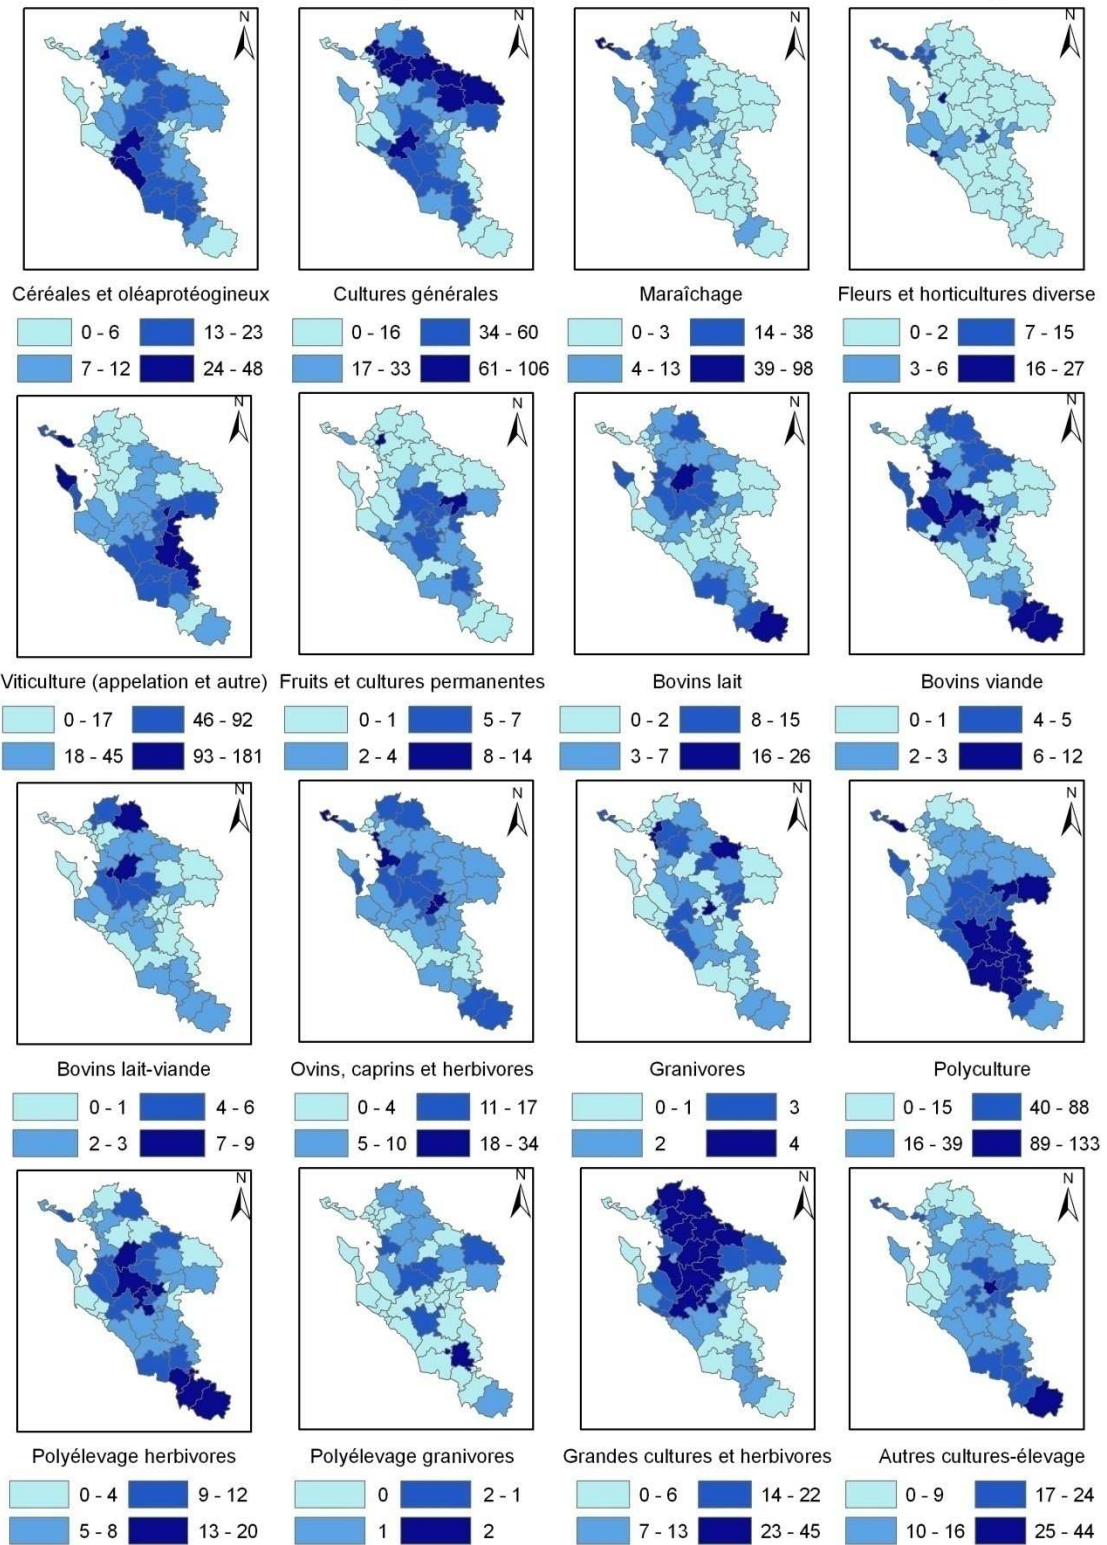 N N N N
Céréales et oléaprotéogineux Cultures générales Maraîchage Fleurs et horticultures diverse
0 - 6 13 - 23 0 - 16 34 - 60 0 - 3 14 - 38 0 - 2 7 - 15
7 - 12 24 - 48 17 - 33 61 - 106 4 - 13 39 - 98 3 - 6 16 - 27
N N N N
Viticulture (appelation et autre) Fruits et cultures permanentes Bovins lait Bovins viande
0 - 17 46 - 92 0 - 1 5 - 7 0 - 2 8 - 15 0 - 1 4 - 5
18 - 45 93 - 181 2 - 4 8 - 14 3 - 7 16 - 26 2 - 3 6 - 12
N N N N
Bovins lait-viande Ovins, caprins et herbivores Granivores Polyculture
0 - 1 4 - 6 0 - 4 11 - 17 0 - 1 3 0 - 15 40 - 88
2 - 3 7 - 9 5 - 10 18 - 34 2 4 16 - 39 89 - 133
N N N N
Polyélevage herbivores Polyélevage granivores Grandes cultures et herbivores Autres cultures-élevage
0 - 4 9 - 12 0 2 - 1 0 - 6 14 - 22 0 - 9 17 - 24
5 - 8 13 - 20 1 2 7 - 13 23 - 45 10 - 16 25 - 44